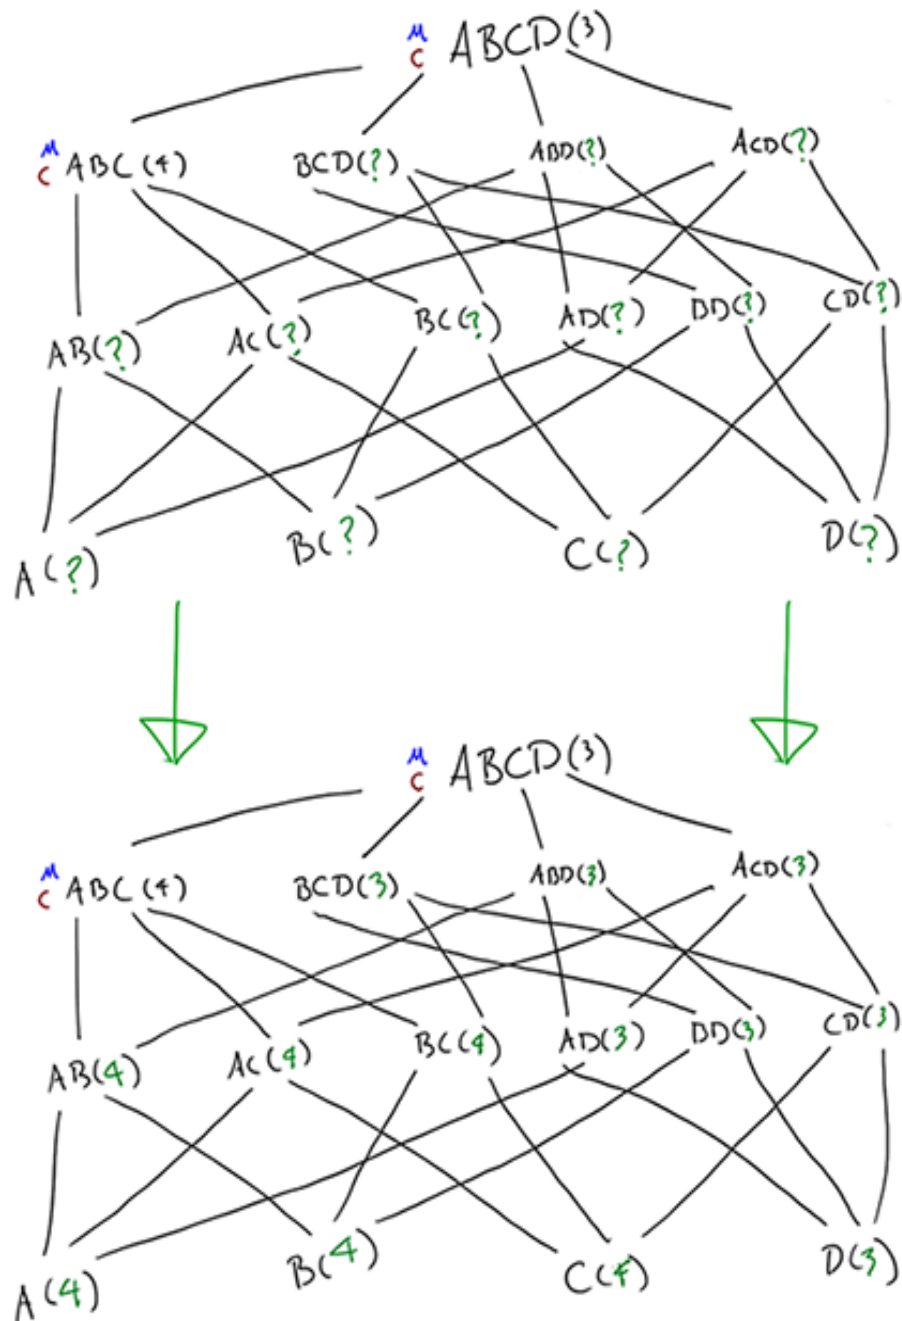 M
C ABCD(3)
M
C ABC(4) BCD(?) ABD(?) ACD(?)
AB(?) AC(?) BC(?) AD(?) BD(?) CD(?)
A(?) B(?) C(?) D(?)
M
C ABCD(3)
M
C ABC(4) BCD(3) ABD(3) ACD(3)
AB(4) AC(4) BC(4) AD(3) BD(3) CD(3)
A(4) B(4) C(4) D(3)